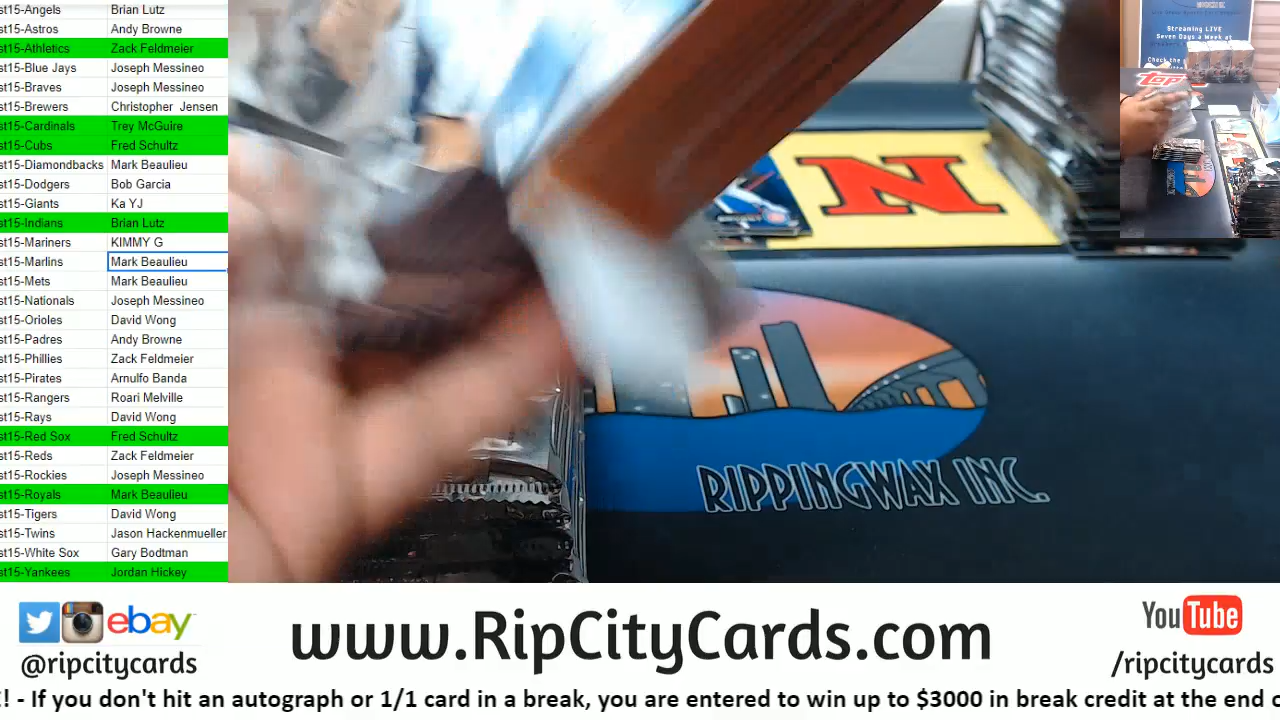 st15-Angels Brian Lutz
st15-Astros Andy Browne
st15-Athletics Zack Feldmeier
st15-Blue Jays Joseph Messineo
st15-Braves Joseph Messineo
st15-Brewers Christopher Jensen
st15-Cardinals Trey McGuire
st15-Cubs Fred Schultz
st15-Diamondbacks Mark Beaulieu
st15-Dodgers Bob Garcia
st15-Giants Ka YJ
st15-Indians Brian Lutz
st15-Mariners KIMMY G
st15-Marlins Mark Beaulieu
st15-Mets Mark Beaulieu
st15-Nationals Joseph Messineo
st15-Orioles David Wong
st15-Padres Andy Browne
st15-Phillies Zack Feldmeier
st15-Pirates Arnulfo Banda
st15-Rangers Roari Melville
st15-Rays David Wong
st15-Red Sox Fred Schultz
st15-Reds Zack Feldmeier
st15-Rockies Joseph Messineo
st15-Royals Mark Beaulieu
st15-Tigers David Wong
st15-Twins Jason Hackenmueller
st15-White Sox Gary Bodtman
st15-Yankees Jordan Hickey
N
RIPPINGWAX INC.
Streaming LIVE
Seven Days a Week at
Check the
Topps
ebay
@ripcitycards
www.RipCityCards.com
YouTube
/ripcitycards
E! - If you don't hit an autograph or 1/1 card in a break, you are entered to win up to $3000 in break credit at the end o